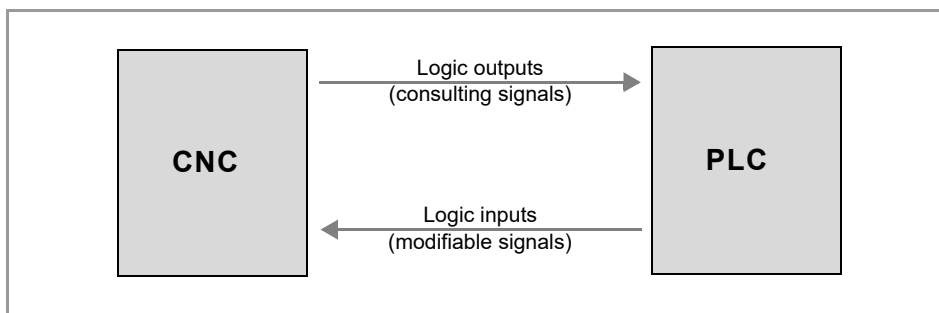 CNC
Logic outputs
(consulting signals)
PLC
Logic inputs
(modifiable signals)